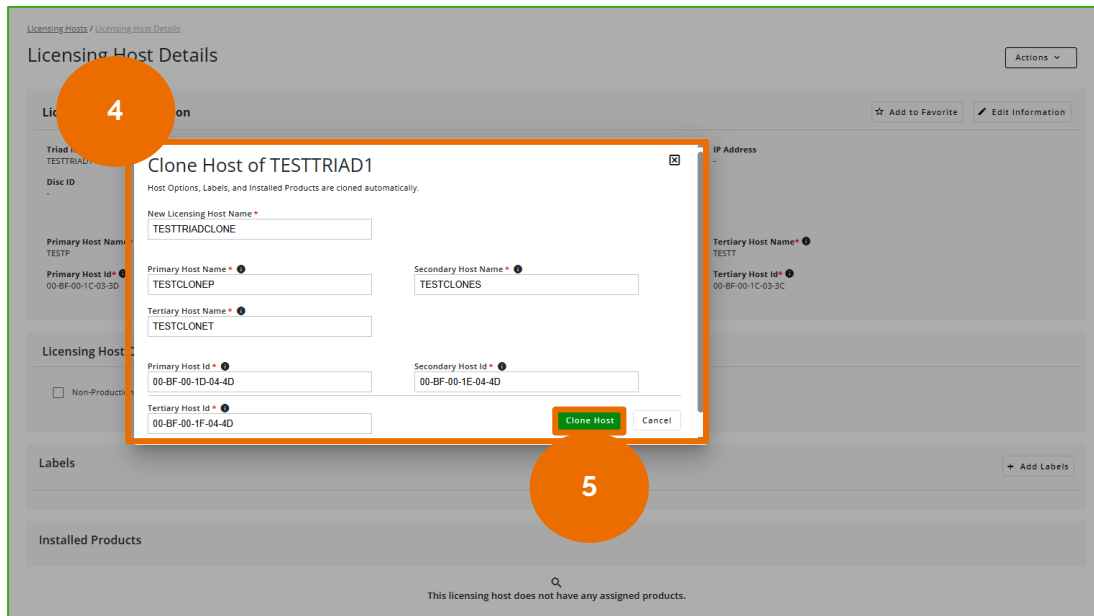 Licensing Hosts / Licensing Host Details
Licensing Host Details
Actions
4
Lic on
Add to Favorite
Edit Information
Triad
TESTTRIAD1
IP Address
-
Disc ID
-
Primary Host Name
TESTP
Tertiary Host Name*
TESTT
Primary Host Id*
00-BF-00-1C-03-3D
Tertiary Host Id*
00-BF-00-1C-03-3C
Clone Host of TESTTRIAD1
Host Options, Labels, and Installed Products are cloned automatically.
New Licensing Host Name *
TESTTRIADCLONE
Primary Host Name *
Secondary Host Name *
TESTCLONEP
TESTCLONES
Tertiary Host Name *
TESTCLONET
Primary Host Id *
Secondary Host Id *
00-BF-00-1D-04-4D
00-BF-00-1E-04-4D
Tertiary Host Id *
00-BF-00-1F-04-4D
Clone Host
Cancel
Licensing Host
Non-Productio
5
Labels
+ Add Labels
Installed Products
This licensing host does not have any assigned products.